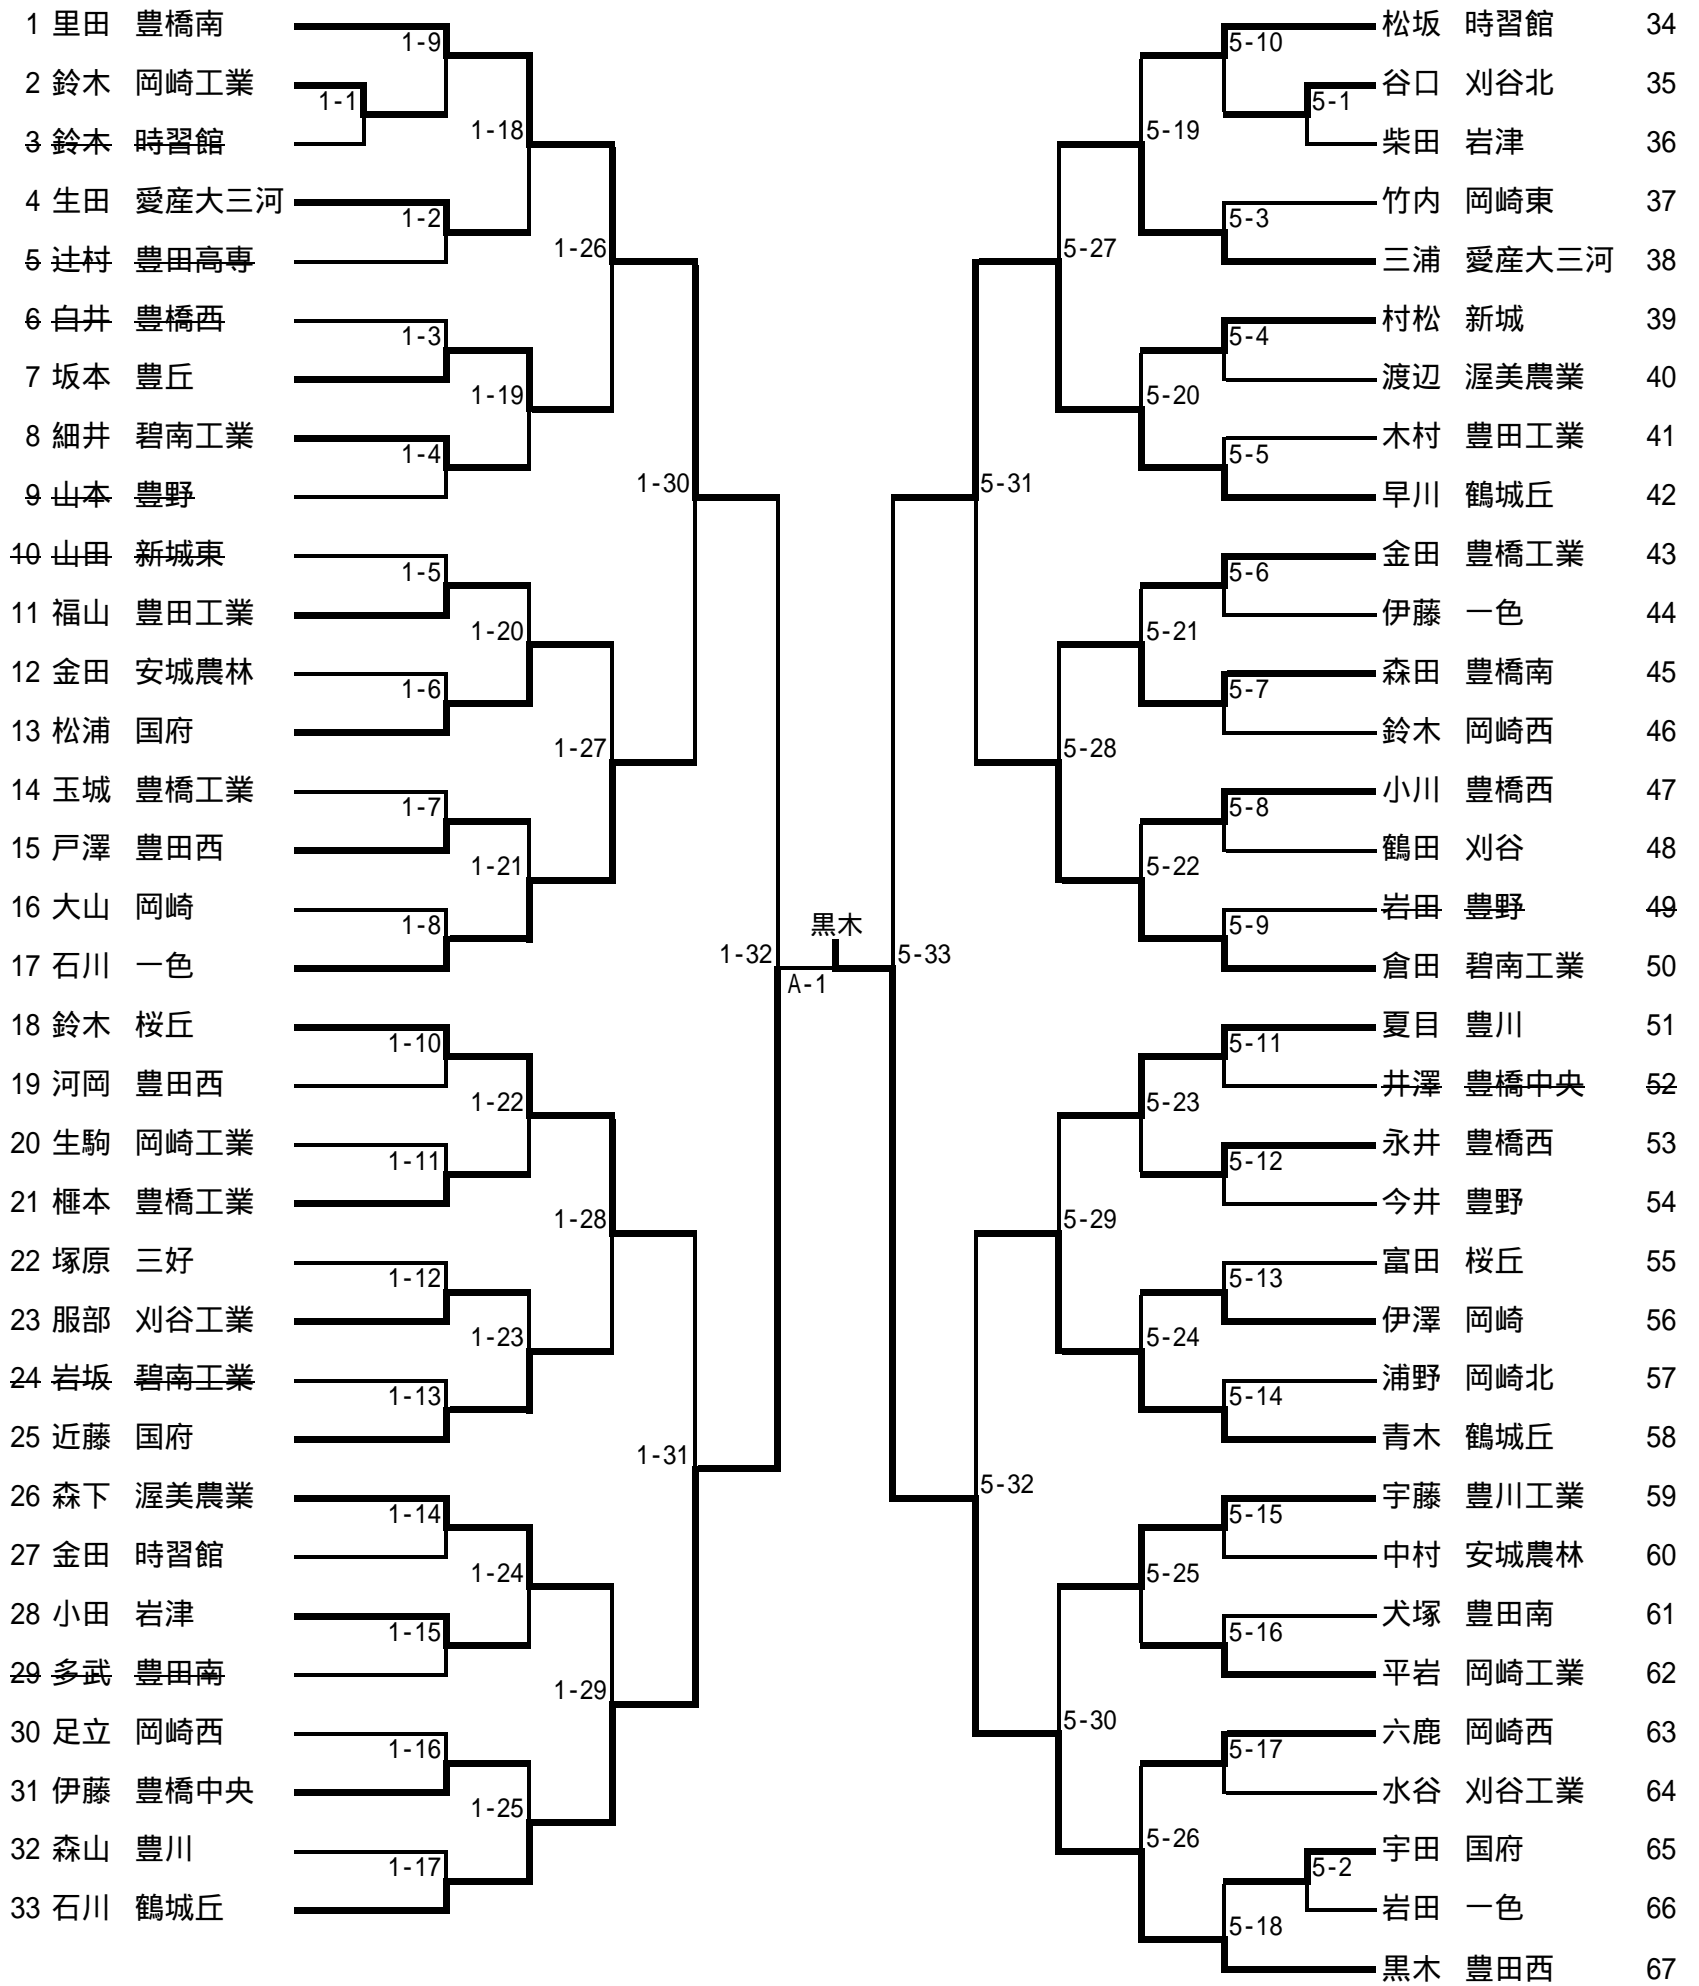 1 里田 豊橋南
2 鈴木 岡崎工業
3 鈴木 時習館
4 生田 愛産大三河
5 辻村 豊田高専
6 白井 豊橋西
7 坂本 豊丘
8 細井 碧南工業
9 山本 豊野
10 山田 新城東
11 福山 豊田工業
12 金田 安城農林
13 松浦 国府
14 玉城 豊橋工業
15 戸澤 豊田西
16 大山 岡崎
17 石川 一色
18 鈴木 桜丘
19 河岡 豊田西
20 生駒 岡崎工業
21 榧本 豊橋工業
22 塚原 三好
23 服部 刈谷工業
24 岩坂 碧南工業
25 近藤 国府
26 森下 渥美農業
27 金田 時習館
28 小田 岩津
29 多武 豊田南
30 足立 岡崎西
31 伊藤 豊橋中央
32 森山 豊川
33 石川 鶴城丘
1-1
1-9
1-2
1-3
1-4
1-5
1-6
1-7
1-8
1-10
1-11
1-12
1-13
1-14
1-15
1-16
1-17
1-18
1-19
1-20
1-21
1-22
1-23
1-24
1-25
1-26
1-27
1-28
1-29
1-30
1-31
1-32
黒木
A-1
5-33
5-31
5-32
5-27
5-28
5-29
5-30
5-19
5-20
5-21
5-22
5-23
5-24
5-25
5-26
5-10
5-3
5-4
5-5
5-6
5-7
5-8
5-9
5-11
5-12
5-13
5-14
5-15
5-16
5-17
5-18
5-1
5-2
松坂 時習館 34
谷口 刈谷北 35
柴田 岩津 36
竹内 岡崎東 37
三浦 愛産大三河 38
村松 新城 39
渡辺 渥美農業 40
木村 豊田工業 41
早川 鶴城丘 42
金田 豊橋工業 43
伊藤 一色 44
森田 豊橋南 45
鈴木 岡崎西 46
小川 豊橋西 47
鶴田 刈谷 48
岩田 豊野 49
倉田 碧南工業 50
夏目 豊川 51
井澤 豊橋中央 52
永井 豊橋西 53
今井 豊野 54
富田 桜丘 55
伊澤 岡崎 56
浦野 岡崎北 57
青木 鶴城丘 58
宇藤 豊川工業 59
中村 安城農林 60
犬塚 豊田南 61
平岩 岡崎工業 62
六鹿 岡崎西 63
水谷 刈谷工業 64
宇田 国府 65
岩田 一色 66
黒木 豊田西 67